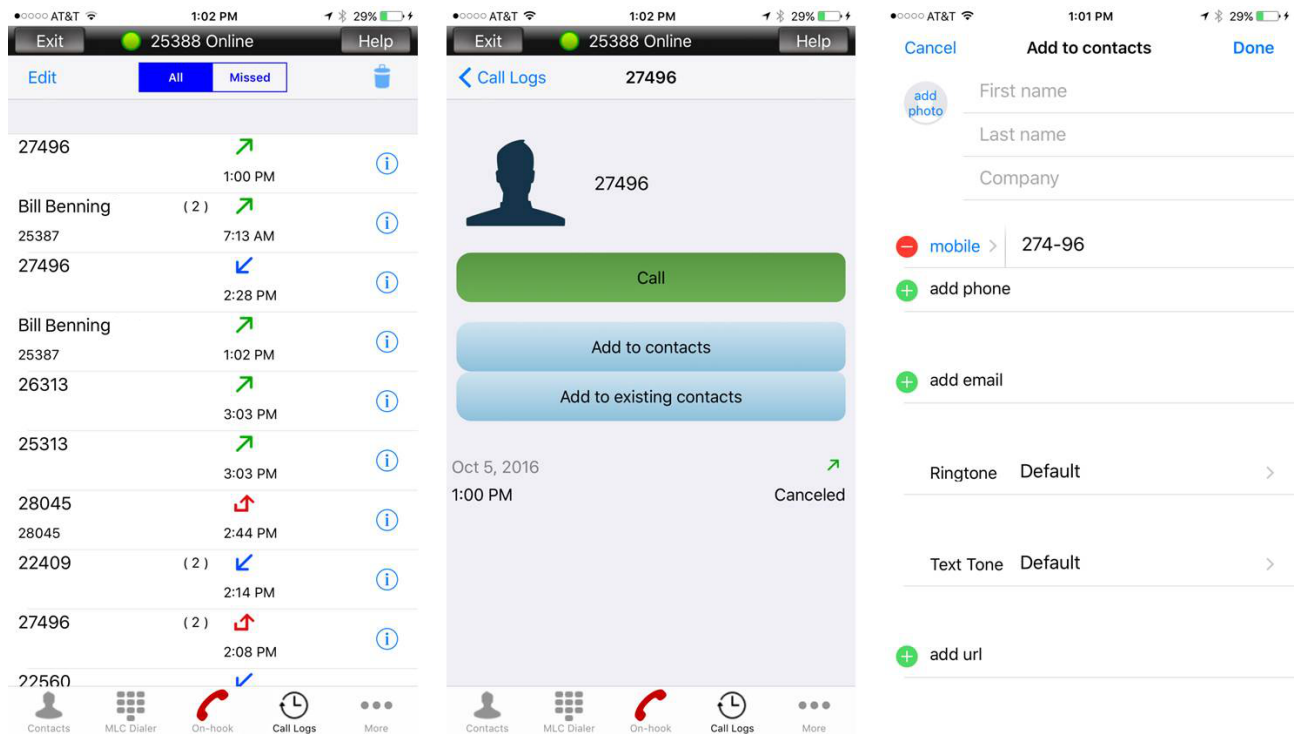 AT&T 1:02 PM 29%
Exit 25388 Online Help
Edit All Missed
27496
1:00 PM
Bill Benning (2)
25387 7:13 AM
27496
2:28 PM
Bill Benning
25387 1:02 PM
26313
3:03 PM
25313
3:03 PM
28045
28045 2:44 PM
22409 (2)
2:14 PM
27496 (2)
2:08 PM
22560
Contacts MLC Dialer On-hook Call Logs More
AT&T 1:02 PM 29%
Exit 25388 Online Help
Call Logs 27496
27496
Call
Add to contacts
Add to existing contacts
Oct 5, 2016
1:00 PM Canceled
Contacts MLC Dialer On-hook Call Logs More
AT&T 1:01 PM 29%
Cancel Add to contacts Done
add
photo
First name
Last name
Company
mobile 274-96
add phone
add email
Ringtone Default
Text Tone Default
add url